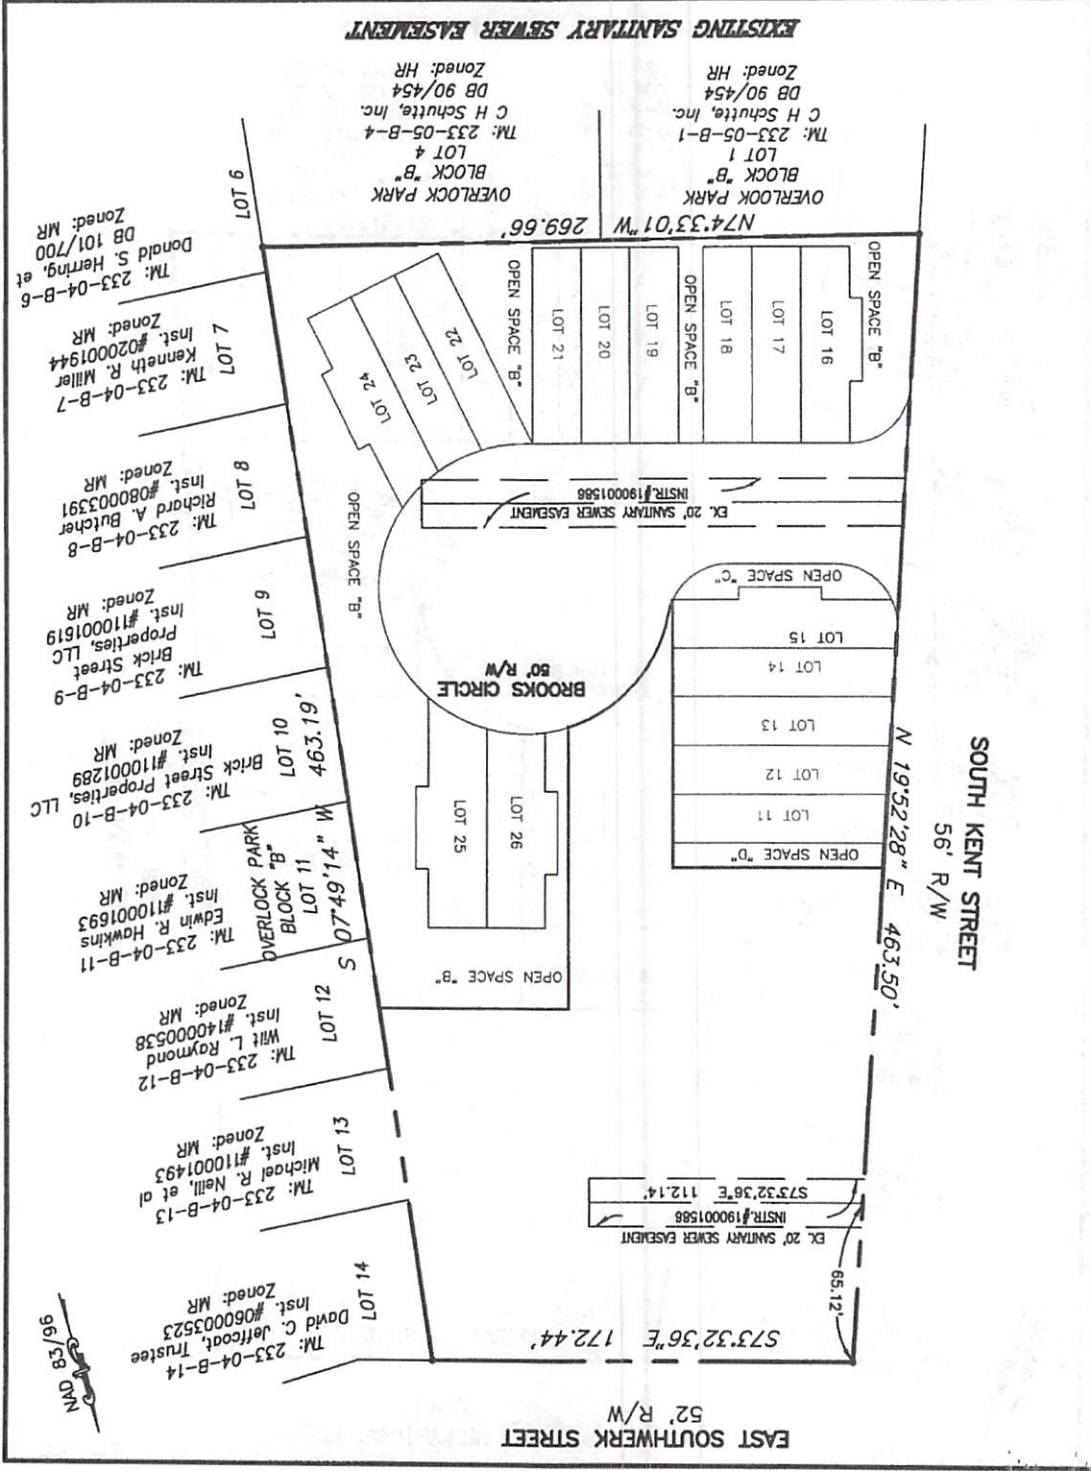 EAST SOUTHWERK STREET
52' R/W
S73°32'36"E 172.44'
65.12'
EX. 20' SANITARY SEWER EASEMENT
INSTR.#190001586
S73°32'36"E 112.14'
NAD 83/96
TM: 233-04-B-14
David C. Jeffcoat, Trustee
Inst. #060003523
Zoned: MR
LOT 14
TM: 233-04-B-13
Michael R. Neill, et al
Inst. #110001493
Zoned: MR
LOT 13
TM: 233-04-B-12
Wilt L. Raymond
Inst. #140000538
Zoned: MR
LOT 12
TM: 233-04-B-11
Edwin R. Hawkins
Inst. #110001693
Zoned: MR
OVERLOCK PARK
BLOCK "B"
LOT 11
S 07°49'14" W
463.19'
TM: 233-04-B-10
Brick Street Properties, LLC
Inst. #110001289
Zoned: MR
LOT 10
TM: 233-04-B-9
Brick Street
Properties, LLC
Inst. #110001619
Zoned: MR
LOT 9
TM: 233-04-B-8
Richard A. Butcher
Inst. #080003391
Zoned: MR
LOT 8
TM: 233-04-B-7
Kenneth R. Miller
Inst. #020001944
Zoned: MR
LOT 7
TM: 233-04-B-6
Donald S. Herring, et
DB 101/700
Zoned: MR
LOT 6
SOUTH KENT STREET
56' R/W
N 19°52'28" E 463.50'
OPEN SPACE "B"
LOT 25
LOT 26
OPEN SPACE "D"
LOT 11
LOT 12
LOT 13
LOT 14
LOT 15
OPEN SPACE "C"
BROOKS CIRCLE
50' R/W
OPEN SPACE "B"
EX. 20' SANITARY SEWER EASEMENT
INSTR.#190001586
LOT 24
LOT 23
LOT 22
OPEN SPACE "B"
LOT 21
LOT 20
LOT 19
OPEN SPACE "B"
LOT 18
LOT 17
LOT 16
OPEN SPACE "B"
N74°33'01"W 269.66'
OVERLOOK PARK
BLOCK "B"
LOT 1
TM: 233-05-B-1
C H Schutte, Inc.
DB 90/454
Zoned: HR
OVERLOCK PARK
BLOCK "B"
LOT 4
TM: 233-05-B-4
C H Schutte, Inc.
DB 90/454
Zoned: HR
EXISTING SANITARY SEWER EASEMENT